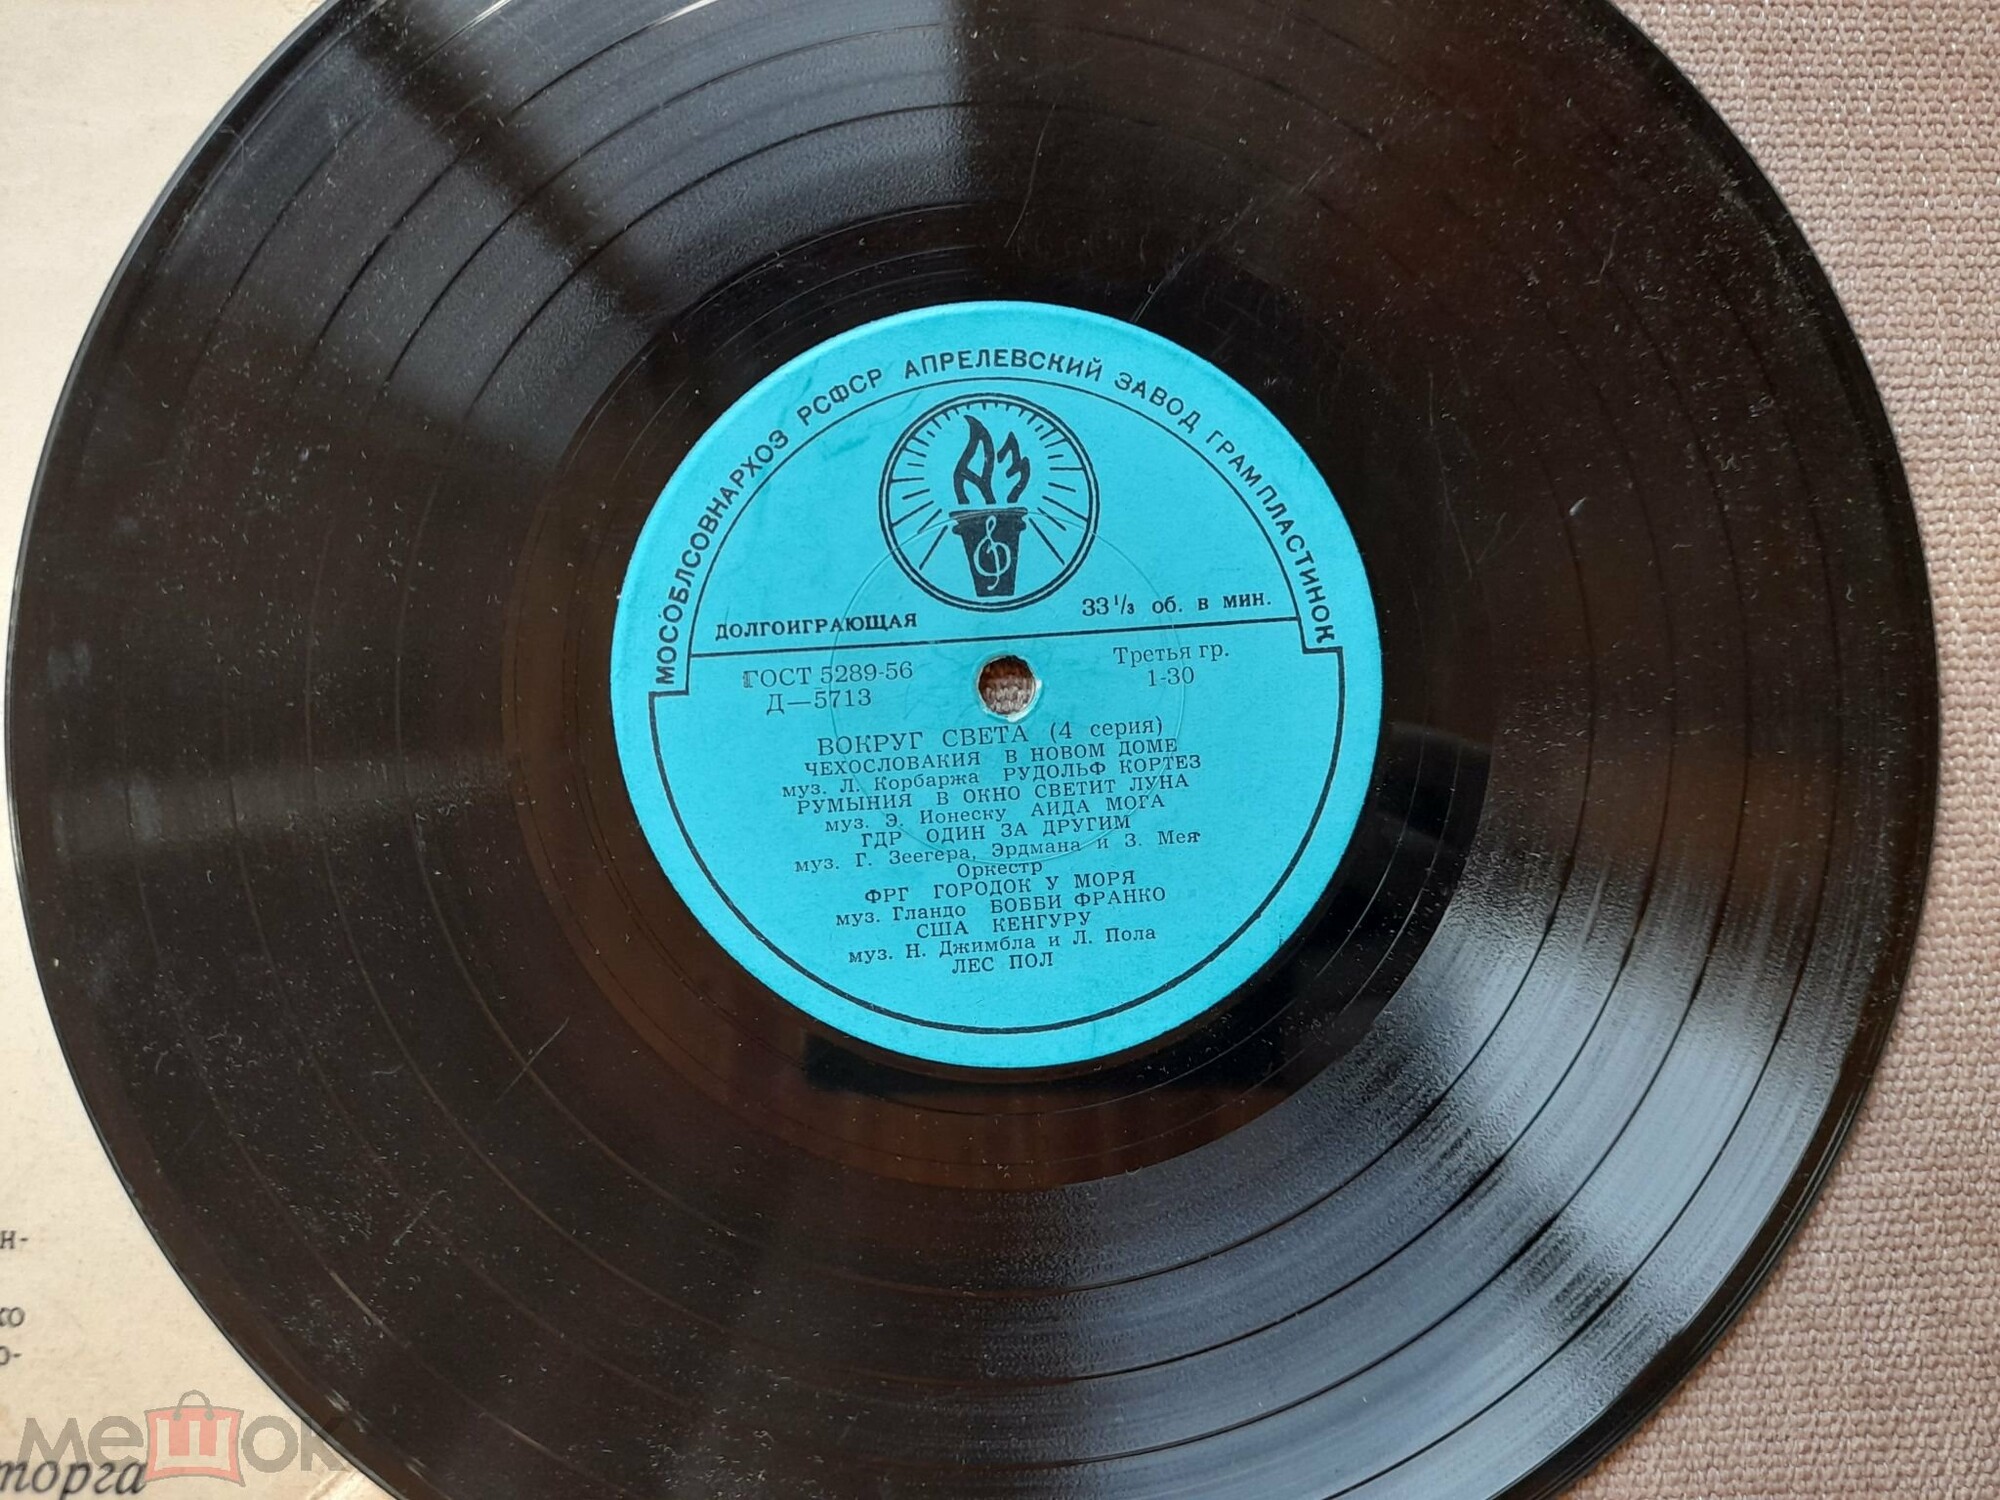 МОСОБЛСОВНАРХОЗ РСФСР АПРЕЛЕВСКИЙ ЗАВОД ГРАМПЛАСТИНОК
АЗ
ДОЛГОИГРАЮЩАЯ
33 1/3 об. в мин.
ГОСТ 5289-56
Д—5713
Третья гр.
1-30
ВОКРУГ СВЕТА (4 серия)
ЧЕХОСЛОВАКИЯ В НОВОМ ДОМЕ
муз. Л. Корбаржа РУДОЛЬФ КОРТЕЗ
РУМЫНИЯ В ОКНО СВЕТИТ ЛУНА
муз. Э. Ионеску АИДА МОГА
ГДР ОДИН ЗА ДРУГИМ
муз. Г. Зеегера, Эрдмана и З. Мея
Оркестр
ФРГ ГОРОДОК У МОРЯ
муз. Гландо БОББИ ФРАНКО
США КЕНГУРУ
муз. Н. Джимбла и Л. Пола
ЛЕС ПОЛ
н-
ко
о-
торга
мешок